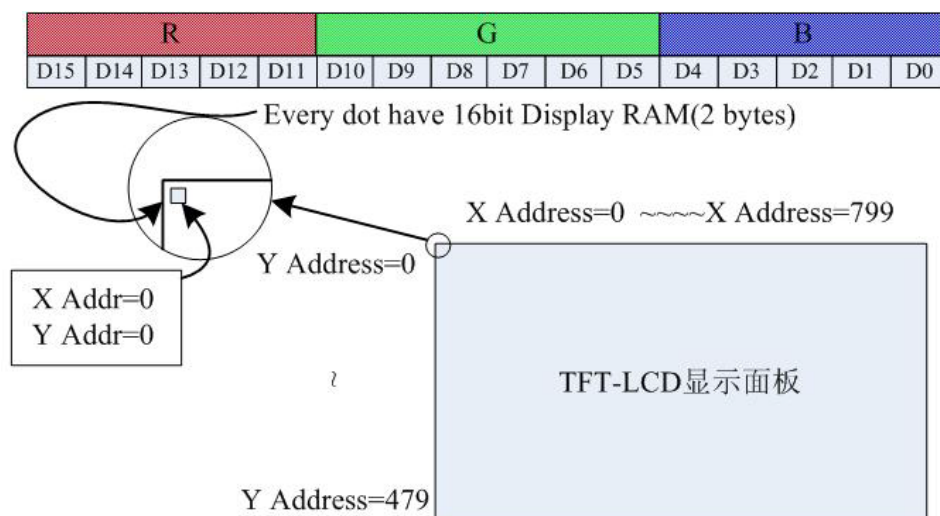 R G B
D15 D14 D13 D12 D11 D10 D9 D8 D7 D6 D5 D4 D3 D2 D1 D0
Every dot have 16bit Display RAM(2 bytes)
X Address=0 ~~~~X Address=799
Y Address=0
X Addr=0
Y Addr=0
~
TFT-LCD显示面板
Y Address=479